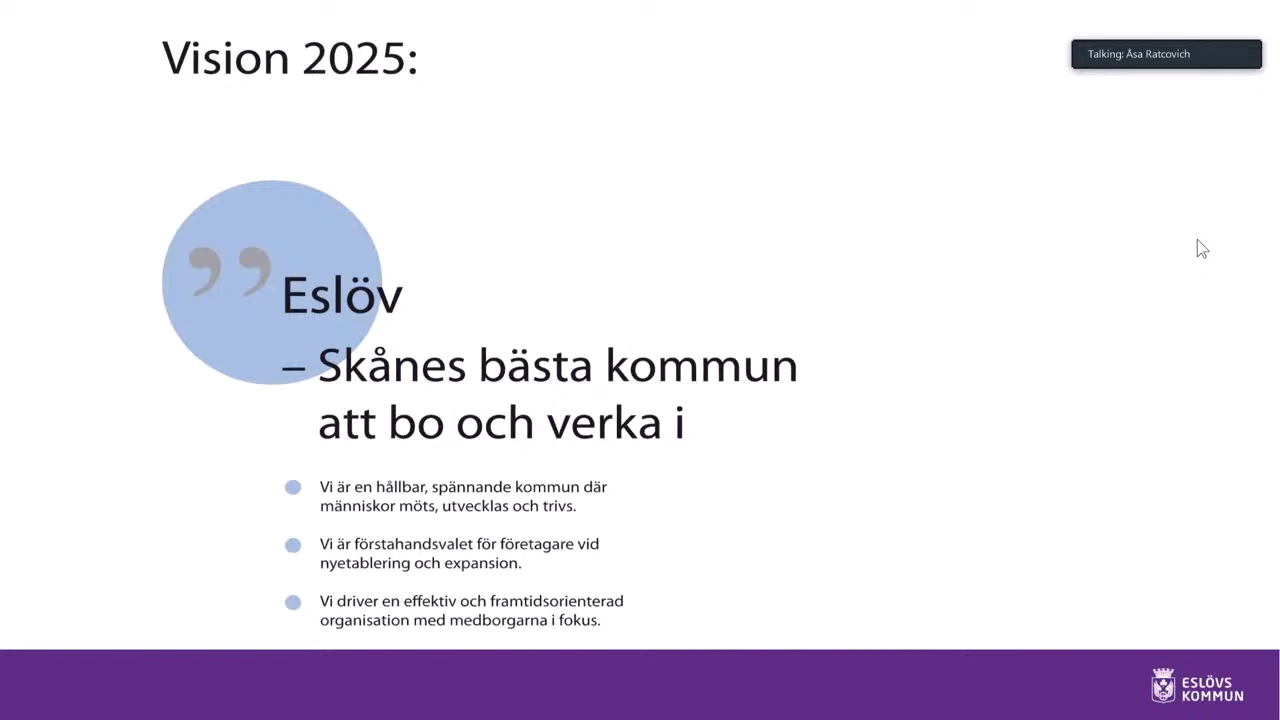 Vision 2025:
Talking: Åsa Ratcovich
”
Eslöv
– Skånes bästa kommun
att bo och verka i
Vi är en hållbar, spännande kommun där
människor möts, utvecklas och trivs.
Vi är förstahandsvalet för företagare vid
nyetablering och expansion.
Vi driver en effektiv och framtidsorienterad
organisation med medborgarna i fokus.
ESLÖVS
KOMMUN